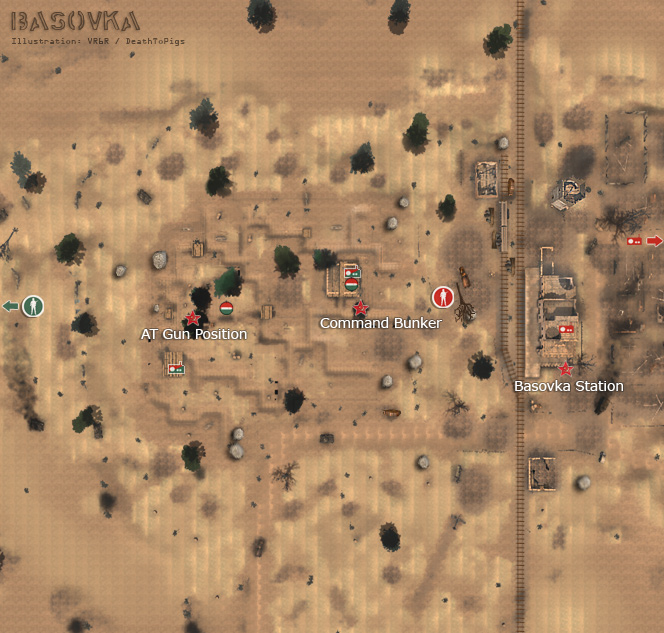 BASOVKA
Illustration: VR6R / DeathToPigs
Command Bunker
AT Gun Position
Basovka Station